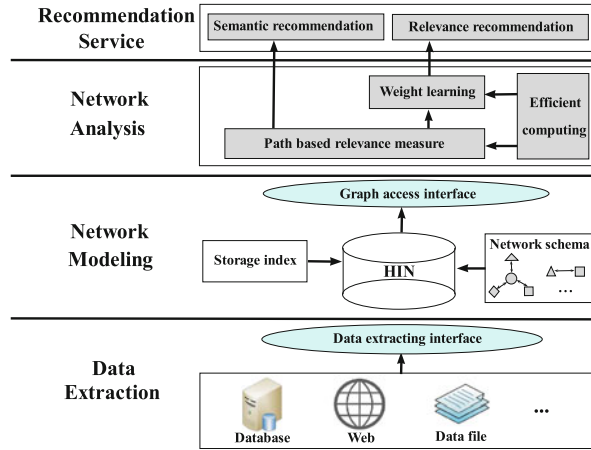 Recommendation
Service
Semantic recommendation
Relevance recommendation
Network
Analysis
Weight learning
Efficient
computing
Path based relevance measure
Network
Modeling
Graph access interface
Storage index
HIN
Network schema
...
Data
Extraction
Data extracting interface
Database
Web
Data file
...